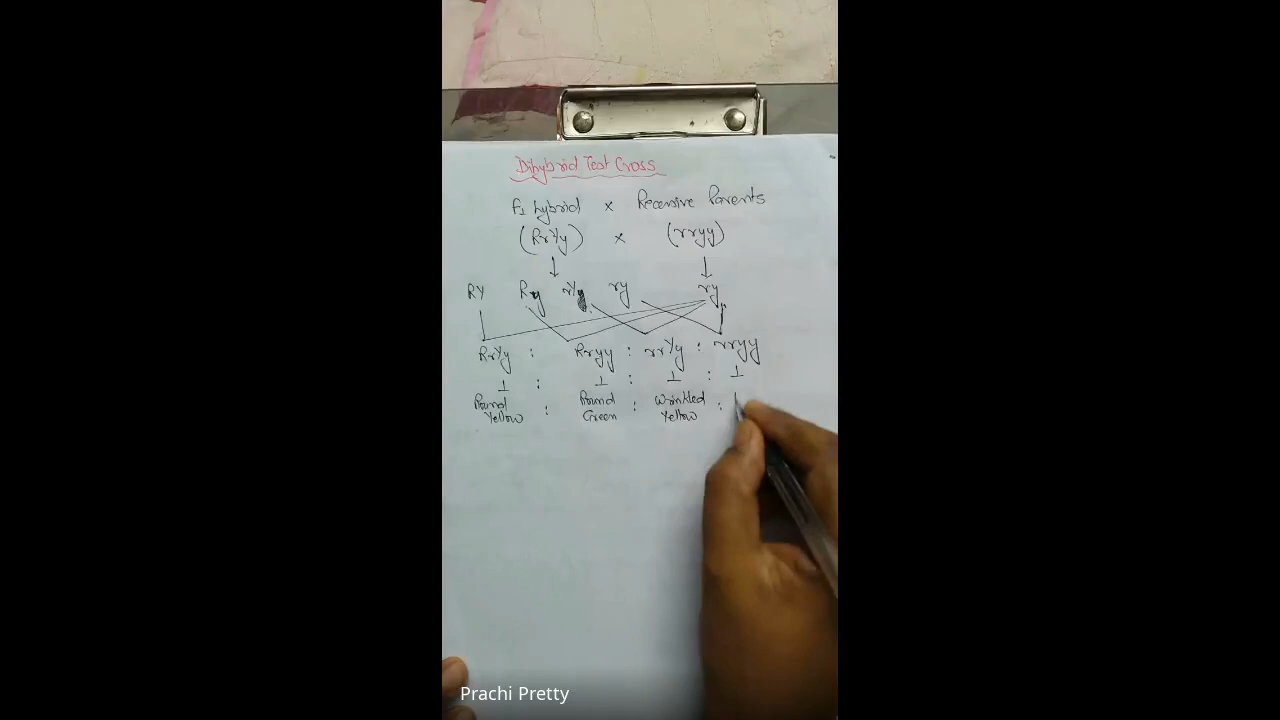 Dihybrid Test Cross
F1 hybrid × Recessive Parents
(RrYy) × (rryy)
RY Ry rY ry ry
RrYy : Rryy : rrYy : rryy
1 : 1 : 1 : 1
Round Yellow : Round Green : Wrinkled Yellow :
Prachi Pretty